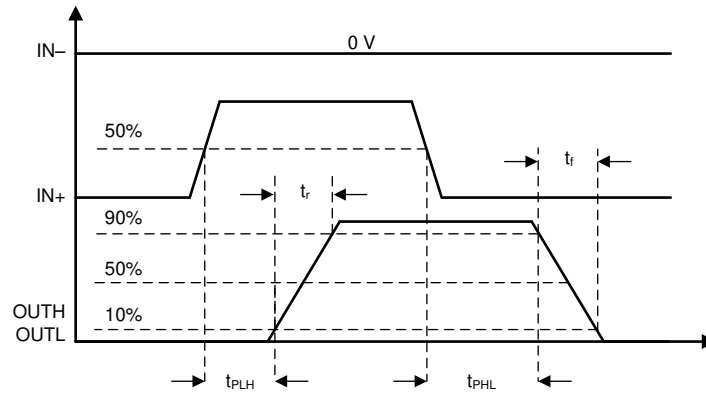 0 V
IN–
50%
tf
tr
IN+
90%
50%
10%
OUTH
OUTL
tPLH
tPHL